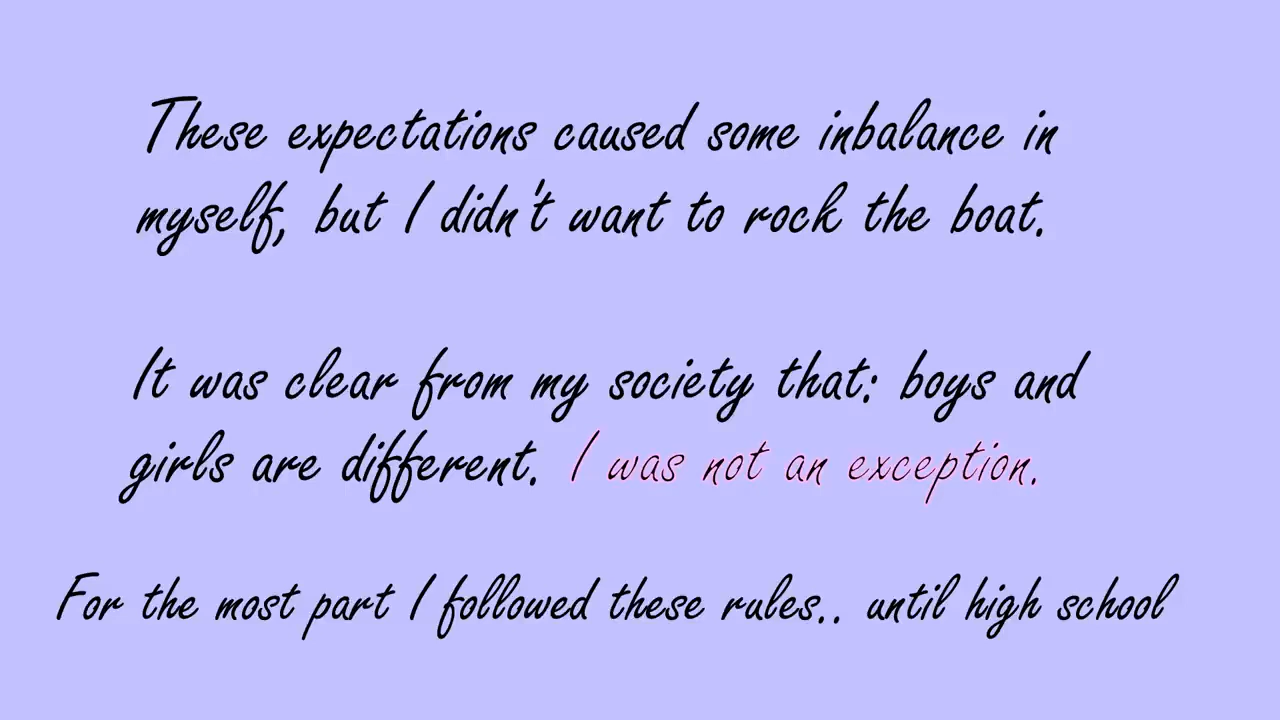 These expectations caused some inbalance in
myself, but I didn't want to rock the boat.
It was clear from my society that: boys and
girls are different. I was not an exception.
For the most part I followed these rules.. until high school